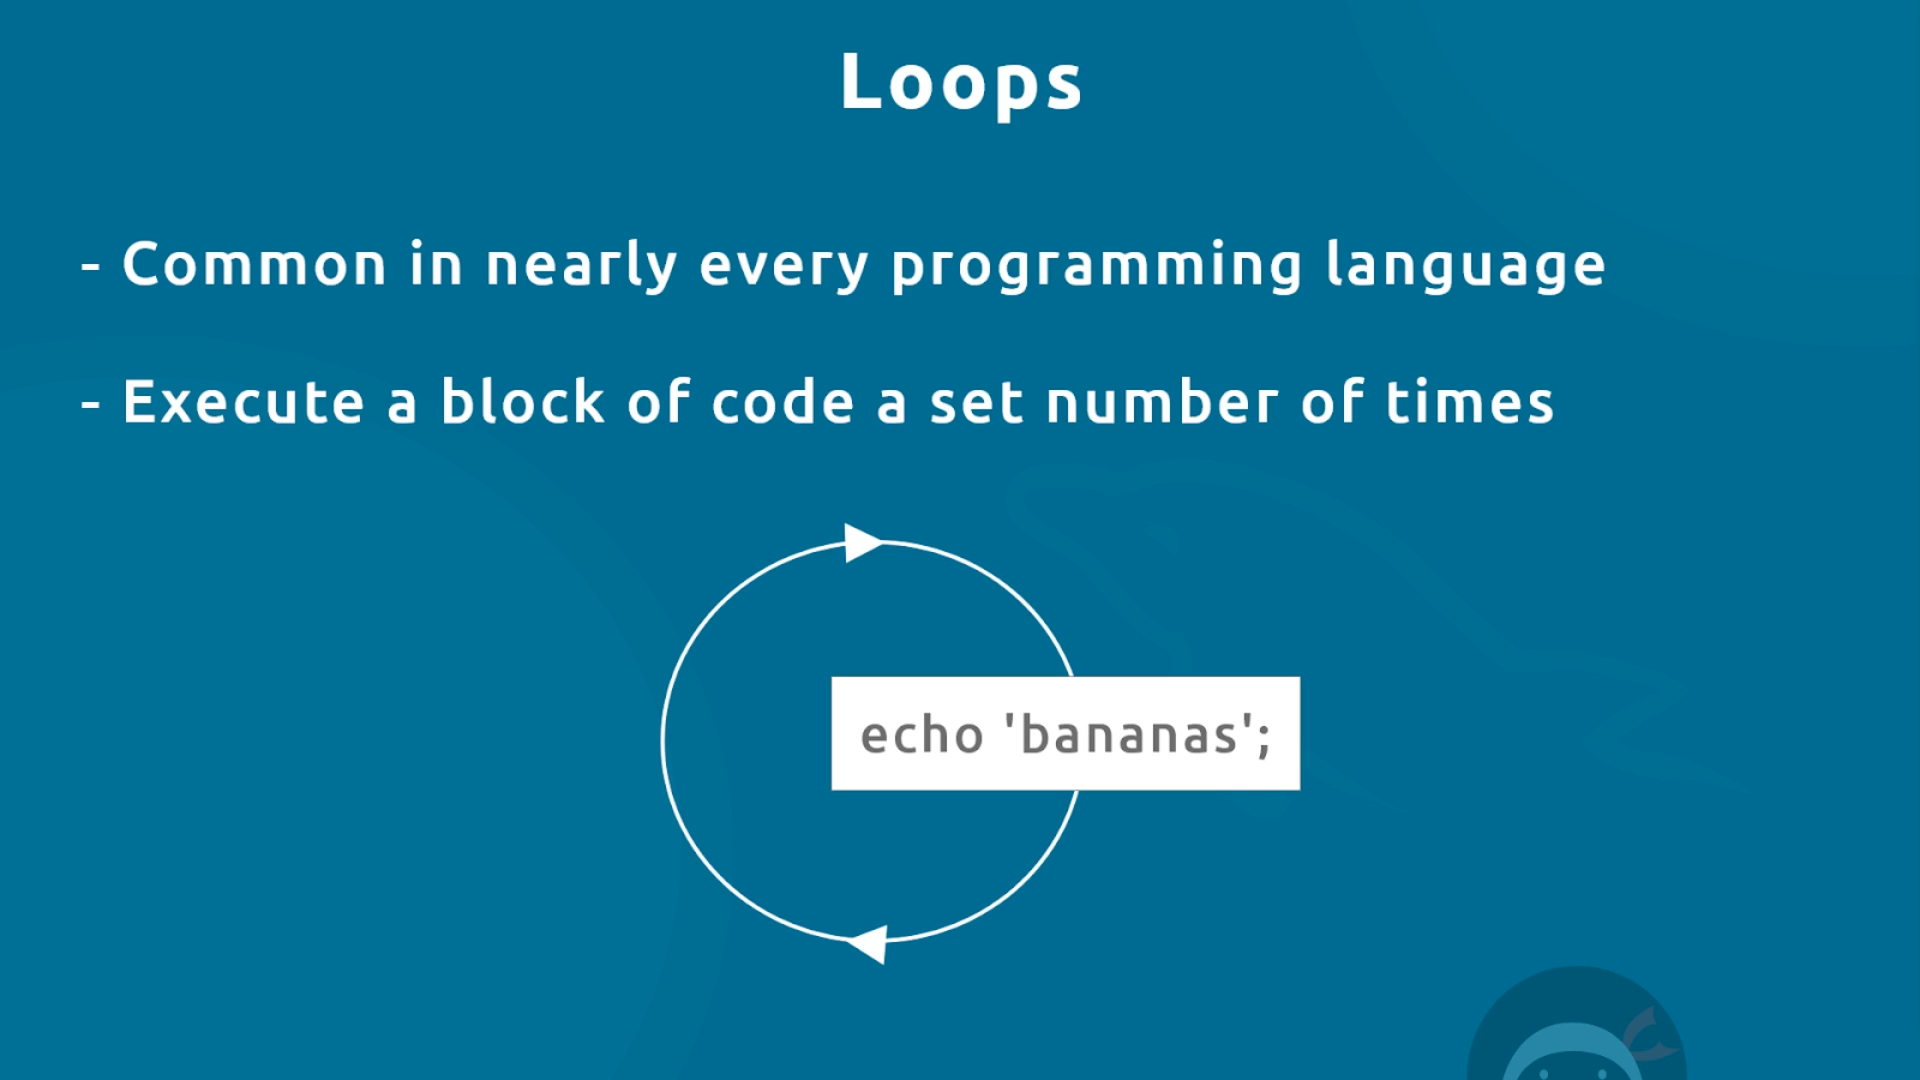 Loops
- Common in nearly every programming language
- Execute a block of code a set number of times
echo 'bananas';